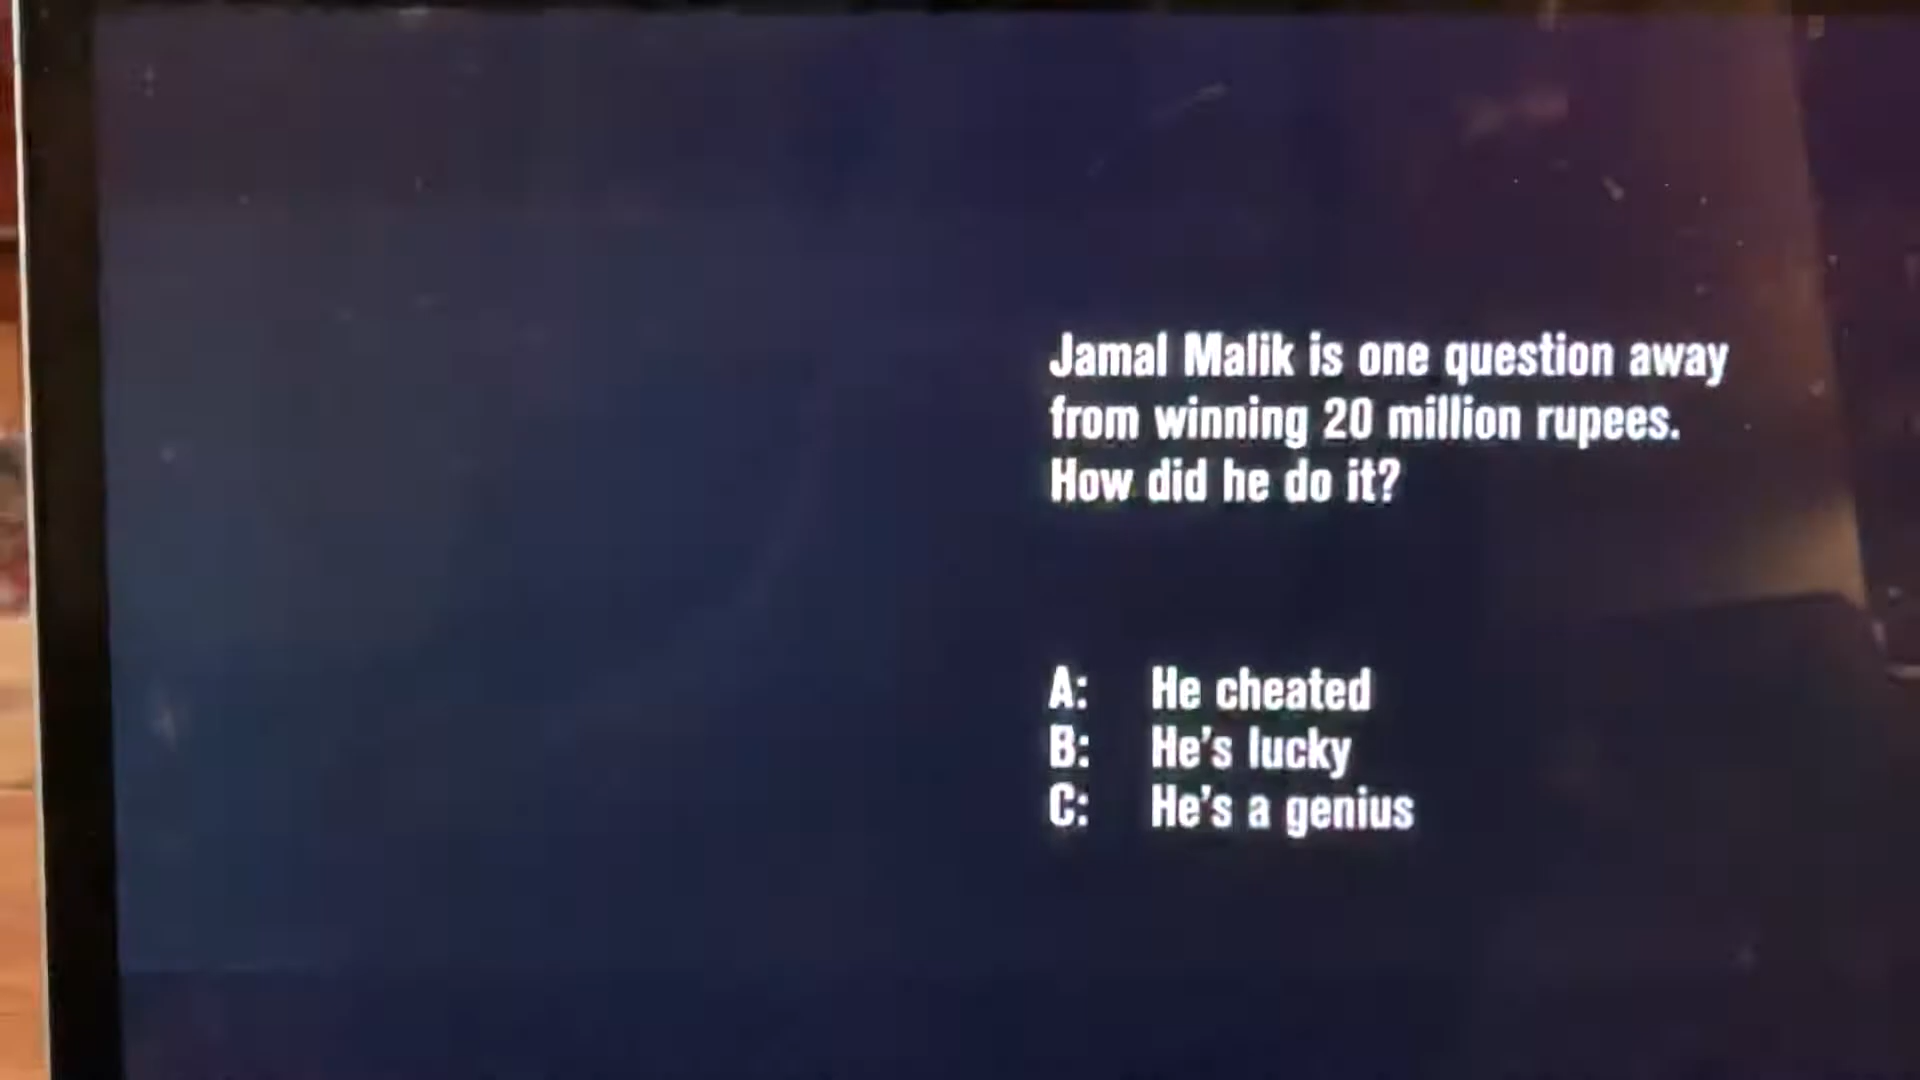 Jamal Malik is one question away
from winning 20 million rupees.
How did he do it?
A: He cheated
B: He's lucky
C: He's a genius